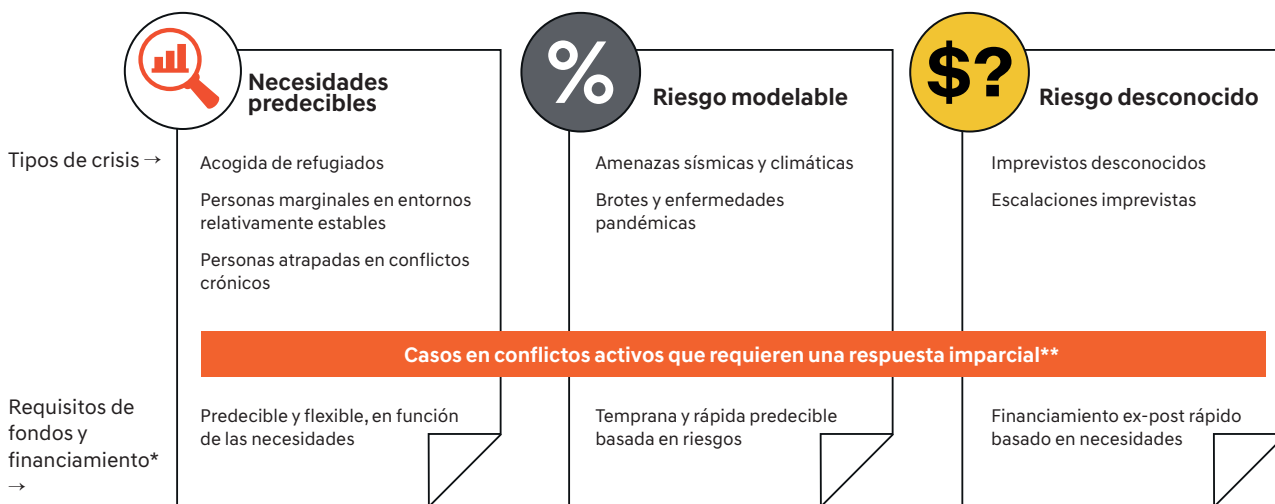 %
$?
Necesidades
predecibles
Riesgo modelable
Riesgo desconocido
Tipos de crisis →
Acogida de refugiados
Personas marginales en entornos
relativamente estables
Personas atrapadas en conflictos
crónicos
Amenazas sísmicas y climáticas
Brotes y enfermedades
pandémicas
Imprevistos desconocidos
Escalaciones imprevistas
Casos en conflictos activos que requieren una respuesta imparcial**
Requisitos de
fondos y
financiamiento*
→
Predecible y flexible, en función
de las necesidades
Temprana y rápida predecible
basada en riesgos
Financiamiento ex-post rápido
basado en necesidades